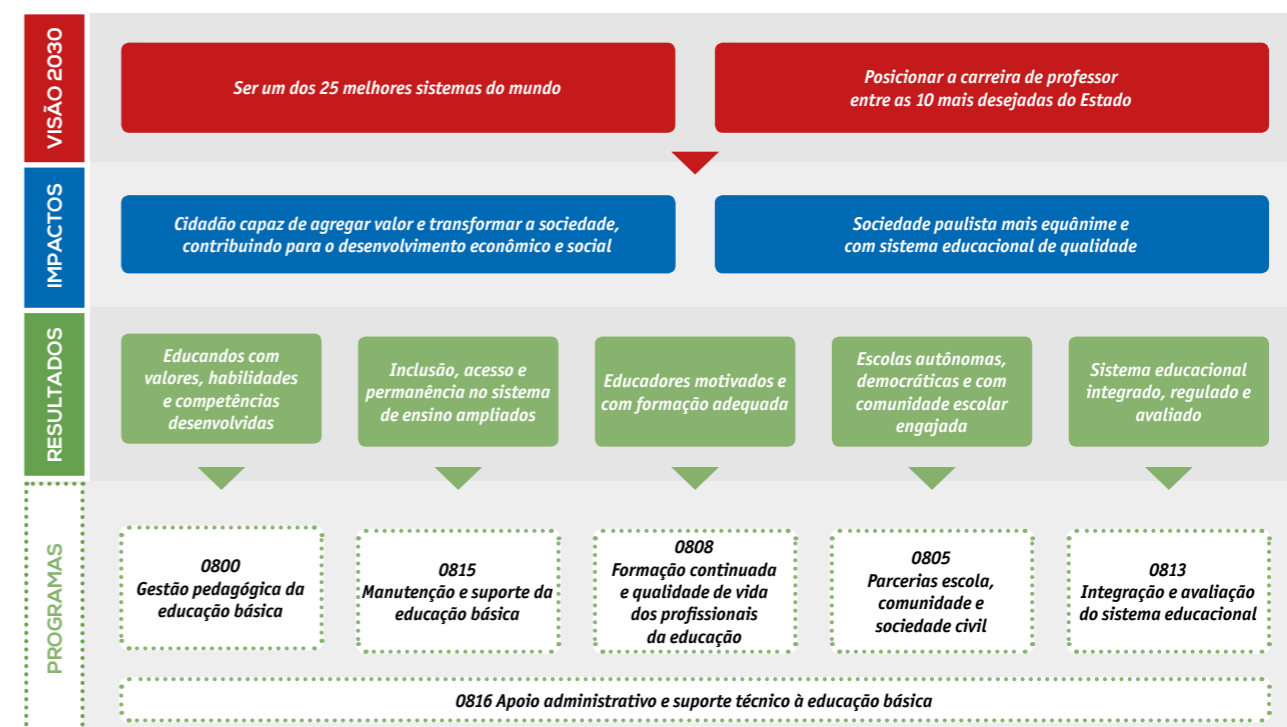 VISÃO 2030
Ser um dos 25 melhores sistemas do mundo
Posicionar a carreira de professor
entre as 10 mais desejadas do Estado
IMPACTOS
Cidadão capaz de agregar valor e transformar a sociedade,
contribuindo para o desenvolvimento econômico e social
Sociedade paulista mais equânime e
com sistema educacional de qualidade
RESULTADOS
Educandos com
valores, habilidades
e competências
desenvolvidas
Inclusão, acesso e
permanência no sistema
de ensino ampliados
Educadores motivados e
com formação adequada
Escolas autônomas,
democráticas e com
comunidade escolar
engajada
Sistema educacional
integrado, regulado e
avaliado
PROGRAMAS
0800
Gestão pedagógica da
educação básica
0815
Manutenção e suporte da
educação básica
0808
Formação continuada
e qualidade de vida
dos profissionais
da educação
0805
Parcerias escola,
comunidade e
sociedade civil
0813
Integração e avaliação
do sistema educacional
0816 Apoio administrativo e suporte técnico à educação básica